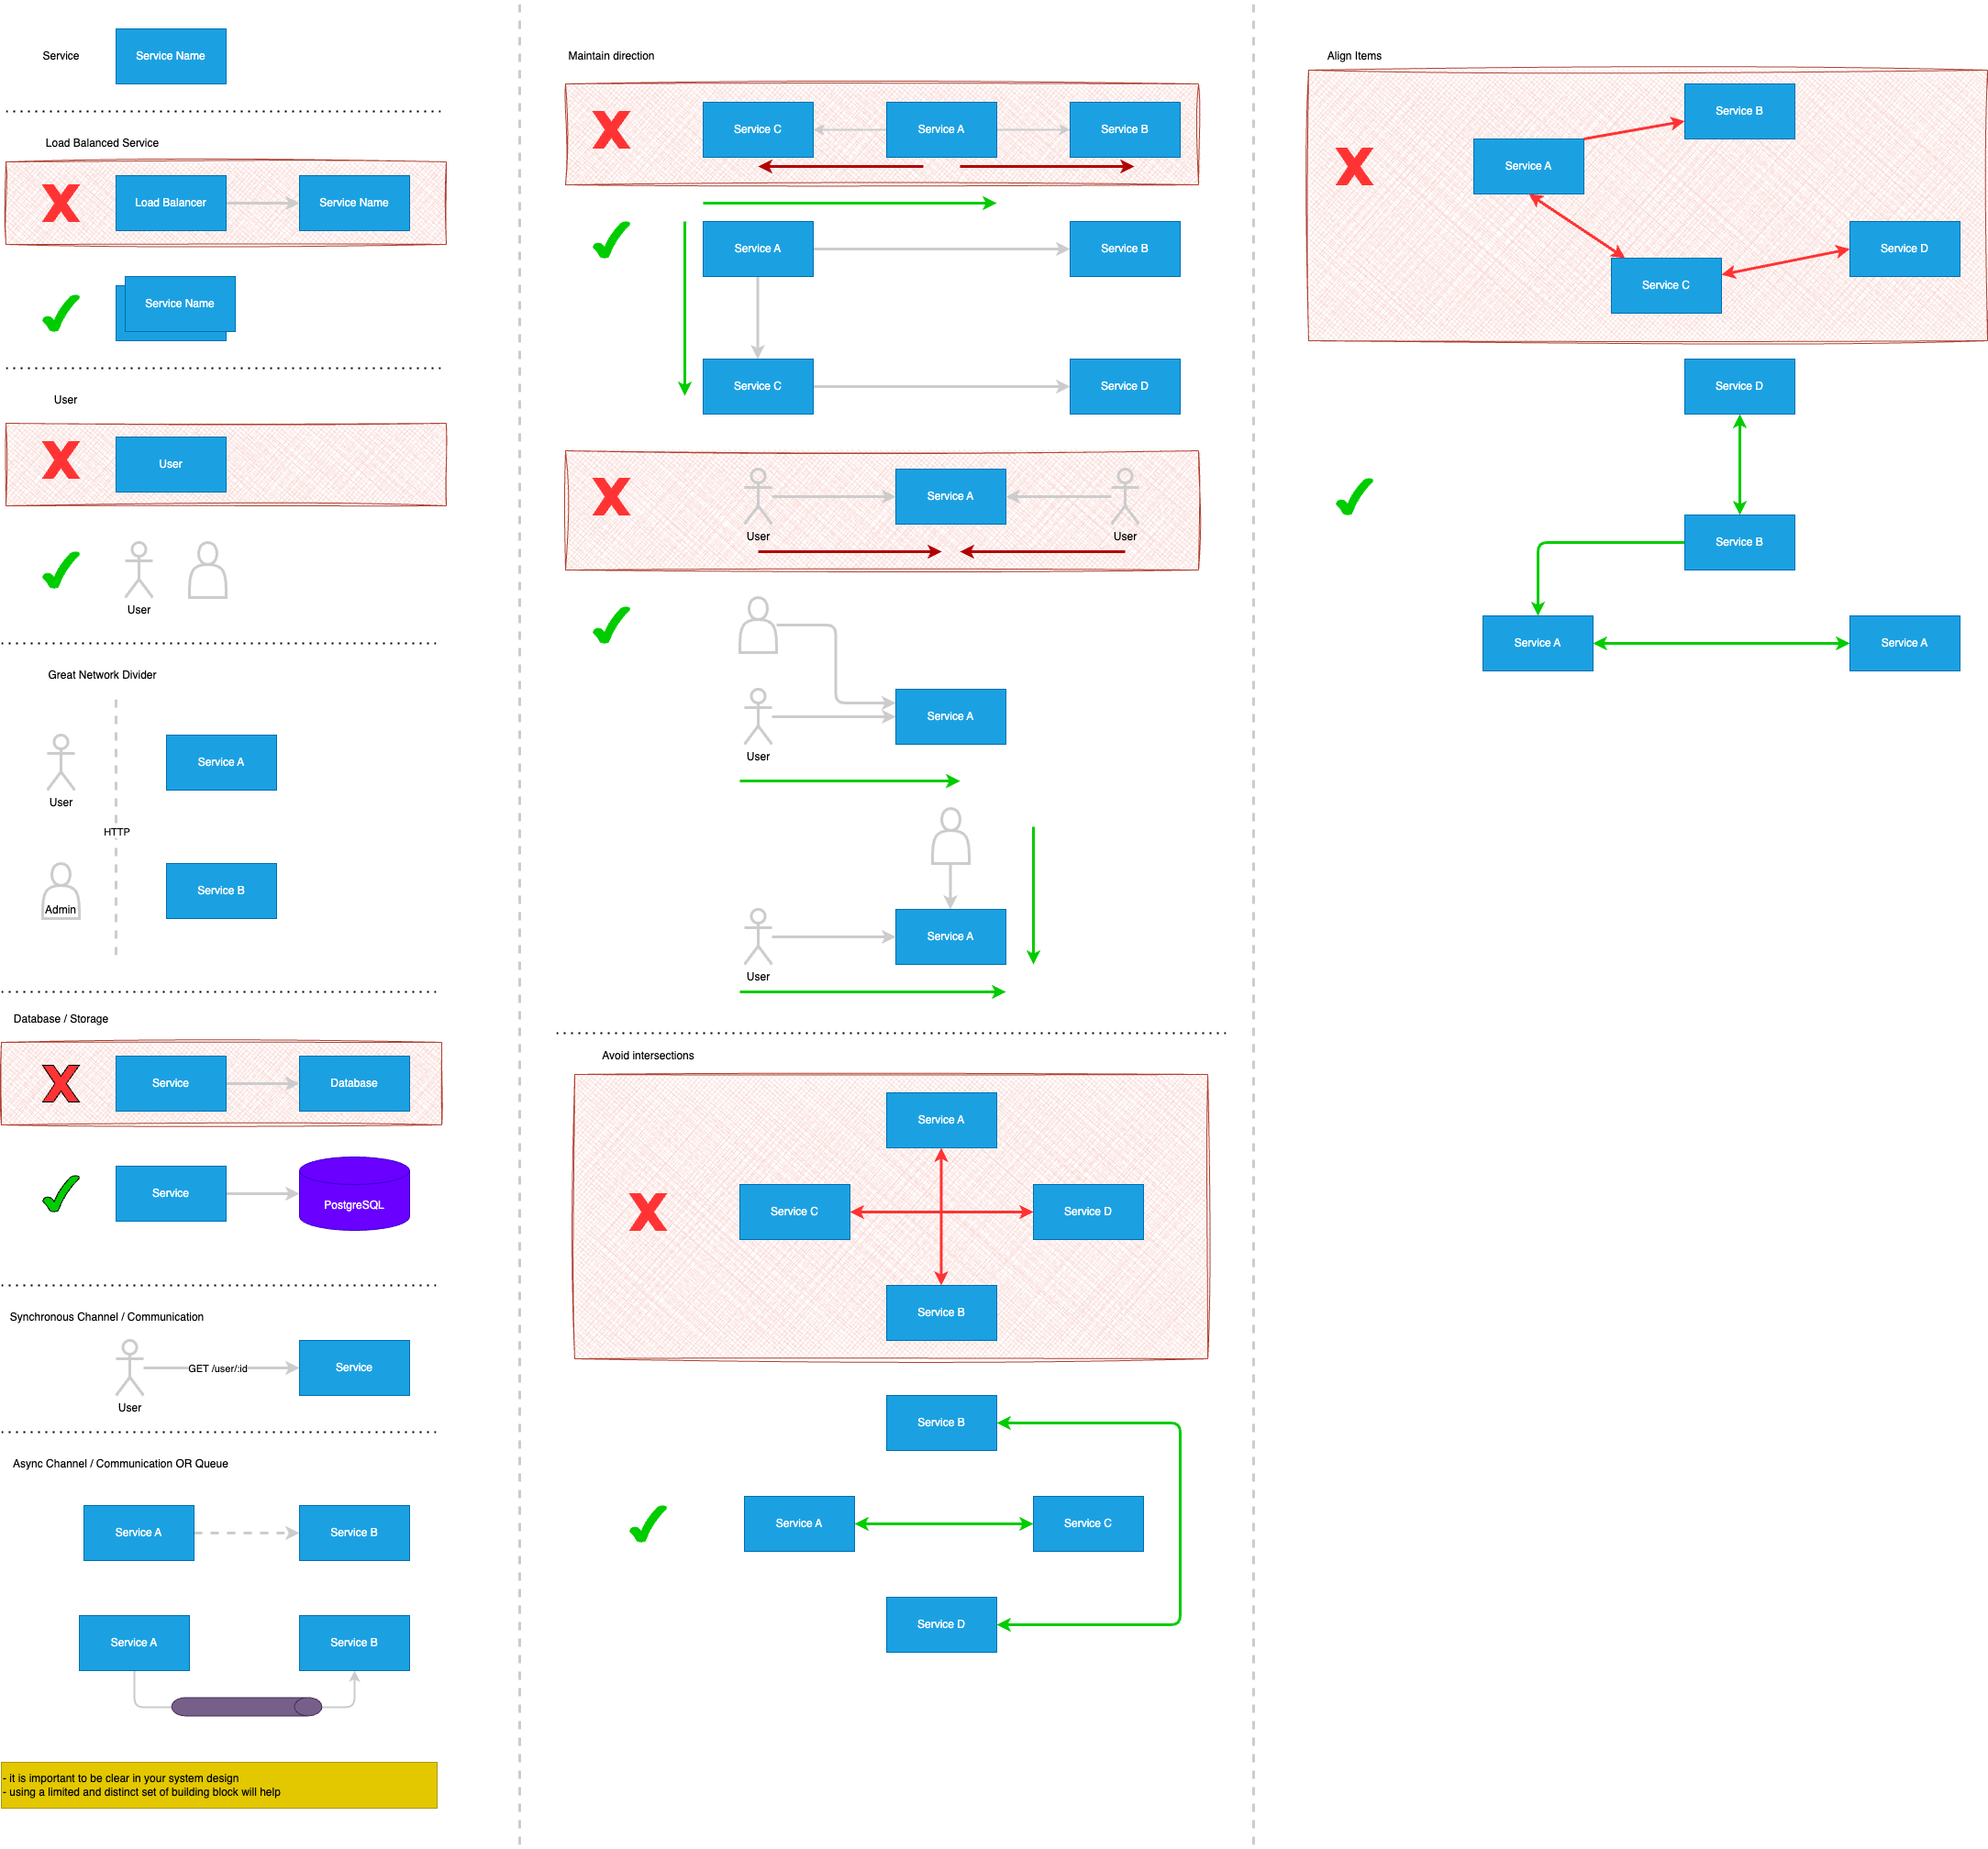 Service
Service Name
Load Balanced Service
Load Balancer
Service Name
Service Name
User
User
User
Great Network Divider
User
Service A
HTTP
Admin
Service B
Database / Storage
Service
Database
Service
PostgreSQL
Synchronous Channel / Communication
GET /user/:id
Service
User
Async Channel / Communication OR Queue
Service A
Service B
Service A
Service B
- it is important to be clear in your system design
- using a limited and distinct set of building block will help
Maintain direction
Service C
Service A
Service B
Service A
Service B
Service C
Service D
Service A
User
User
Service A
User
Service A
User
Avoid intersections
Service A
Service C
Service D
Service B
Service B
Service A
Service C
Service D
Align Items
Service B
Service A
Service D
Service C
Service D
Service B
Service A
Service A